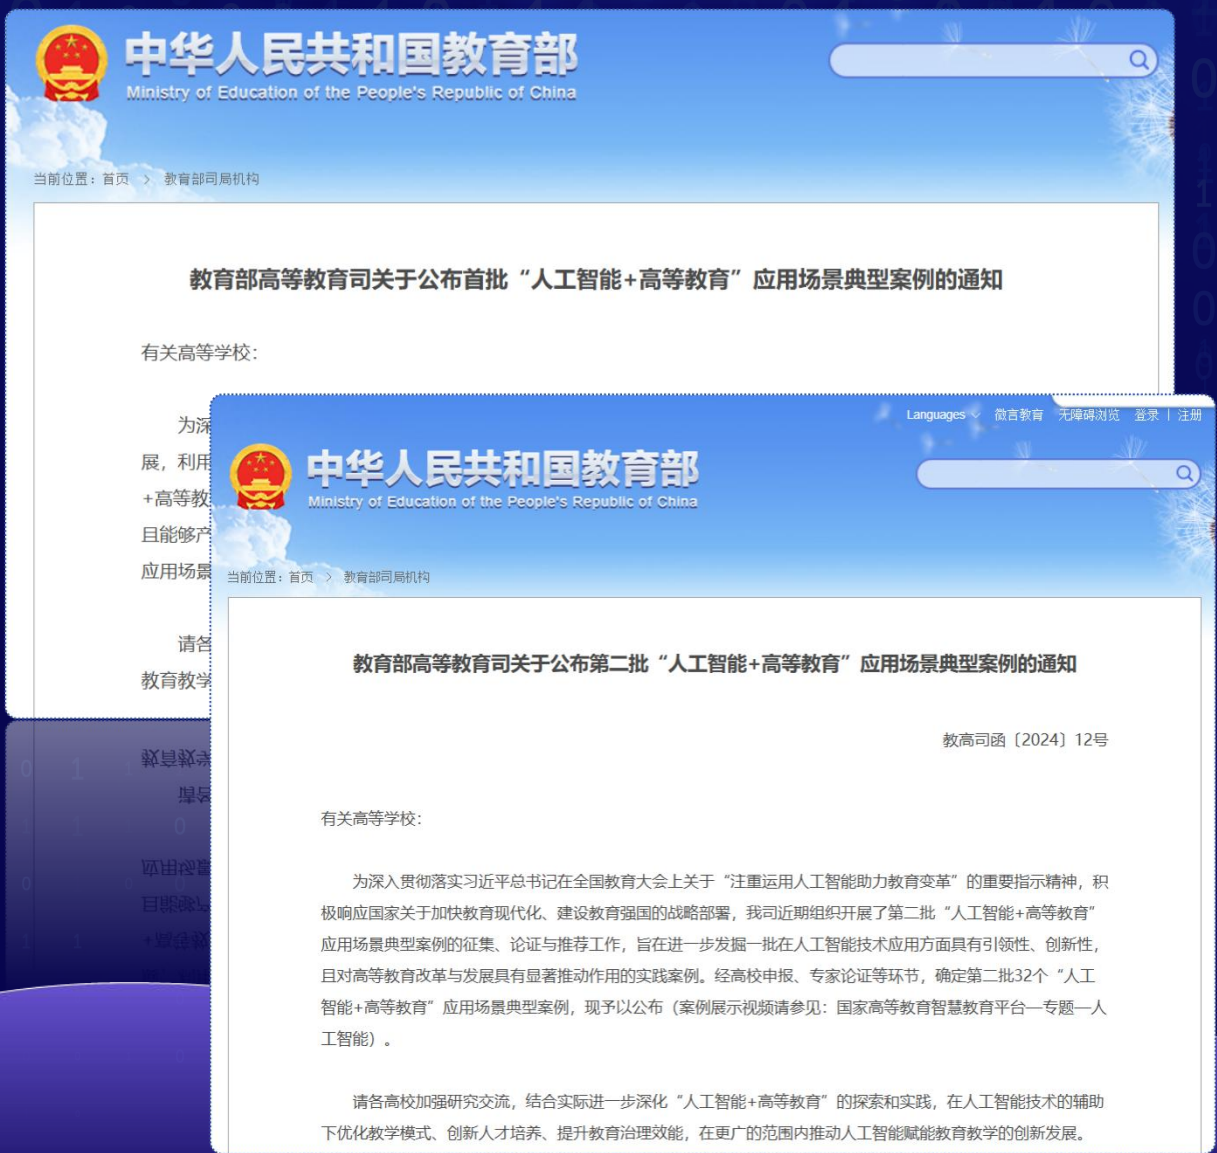 中华人民共和国教育部
Ministry of Education of the People's Republic of China
当前位置：首页 > 教育部司局机构
教育部高等教育司关于公布首批“人工智能+高等教育”应用场景典型案例的通知
有关高等学校：
为深
展，利用
+高等教
且能够产
应用场景
请各
教育教学
Languages 微言教育 无障碍浏览 登录 | 注册
中华人民共和国教育部
Ministry of Education of the People's Republic of China
当前位置：首页 > 教育部司局机构
教育部高等教育司关于公布第二批“人工智能+高等教育”应用场景典型案例的通知
教高司函〔2024〕12号
有关高等学校：
为深入贯彻落实习近平总书记在全国教育大会上关于“注重运用人工智能助力教育变革”的重要指示精神，积
极响应国家关于加快教育现代化、建设教育强国的战略部署，我司近期组织开展了第二批“人工智能+高等教育”
应用场景典型案例的征集、论证与推荐工作，旨在进一步发掘一批在人工智能技术应用方面具有引领性、创新性，
且对高等教育改革与发展具有显著推动作用的实践案例。经高校申报、专家论证等环节，确定第二批32个“人工
智能+高等教育”应用场景典型案例，现予以公布（案例展示视频请参见：国家高等教育智慧教育平台—专题—人
工智能）。
请各高校加强研究交流，结合实际进一步深化“人工智能+高等教育”的探索和实践，在人工智能技术的辅助
下优化教学模式、创新人才培养、提升教育治理效能，在更广的范围内推动人工智能赋能教育教学的创新发展。